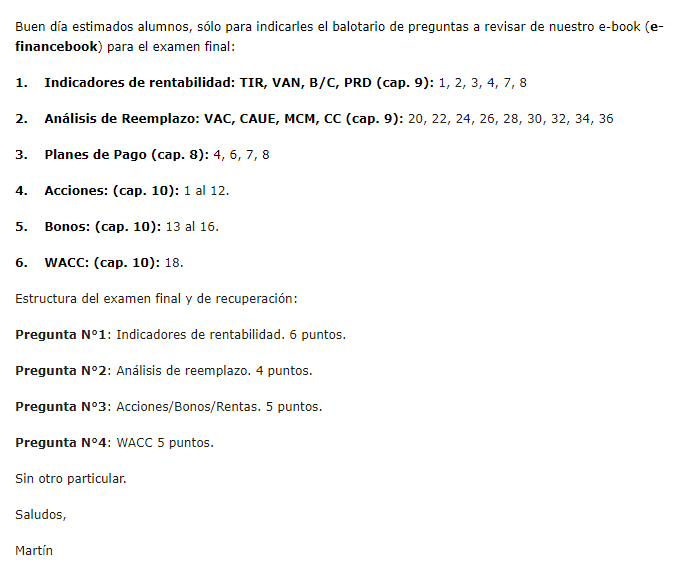 Buen día estimados alumnos, sólo para indicarles el balotario de preguntas a revisar de nuestro e-book (e-
financebook) para el examen final:
1. Indicadores de rentabilidad: TIR, VAN, B/C, PRD (cap. 9): 1, 2, 3, 4, 7, 8
2. Análisis de Reemplazo: VAC, CAUE, MCM, CC (cap. 9): 20, 22, 24, 26, 28, 30, 32, 34, 36
3. Planes de Pago (cap. 8): 4, 6, 7, 8
4. Acciones: (cap. 10): 1 al 12.
5. Bonos: (cap. 10): 13 al 16.
6. WACC: (cap. 10): 18.
Estructura del examen final y de recuperación:
Pregunta N°1: Indicadores de rentabilidad. 6 puntos.
Pregunta N°2: Análisis de reemplazo. 4 puntos.
Pregunta N°3: Acciones/Bonos/Rentas. 5 puntos.
Pregunta N°4: WACC 5 puntos.
Sin otro particular.
Saludos,
Martín